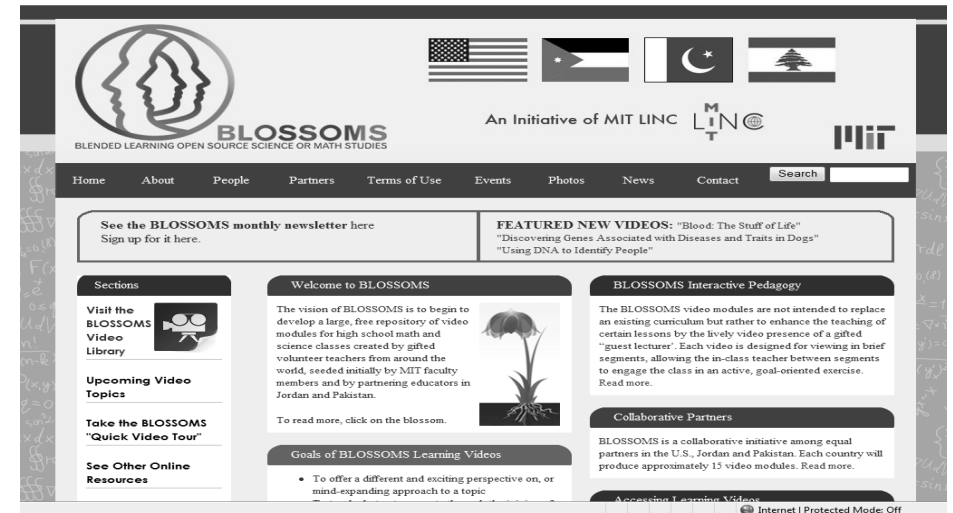 BLOSSOMS
BLENDED LEARNING OPEN SOURCE SCIENCE OR MATH STUDIES
An Initiative of MIT LINC
MIT
LINC
MIT
Home About People Partners Terms of Use Events Photos News Contact Search
See the BLOSSOMS monthly newsletter here
Sign up for it here.
FEATURED NEW VIDEOS: "Blood: The Stuff of Life"
"Discovering Genes Associated with Diseases and Traits in Dogs"
"Using DNA to Identify People"
Sections
Visit the
BLOSSOMS
Video
Library
Upcoming Video
Topics
Take the BLOSSOMS
"Quick Video Tour"
See Other Online
Resources
Welcome to BLOSSOMS
The vision of BLOSSOMS is to begin to
develop a large, free repository of video
modules for high school math and
science classes created by gifted
volunteer teachers from around the
world, seeded initially by MIT faculty
members and by partnering educators in
Jordan and Pakistan.
To read more, click on the blossom.
Goals of BLOSSOMS Learning Videos
• To offer a different and exciting
perspective on, or
mind-expanding approach to a
topic
BLOSSOMS Interactive Pedagogy
The BLOSSOMS video modules are not intended to replace
an existing curriculum but rather to enhance the teaching of
certain lessons by the lively video presence of a gifted
"guest lecturer'. Each video is designed for viewing in brief
segments, allowing the in-class teacher between segments
to engage the class in an active, goal-oriented exercise.
Read more.
Collaborative Partners
BLOSSOMS is a collaborative initiative among equal
partners in the U.S., Jordan and Pakistan. Each country will
produce approximately 15 video modules. Read more.
Accessing Learning Videos
Internet | Protected Mode: Off